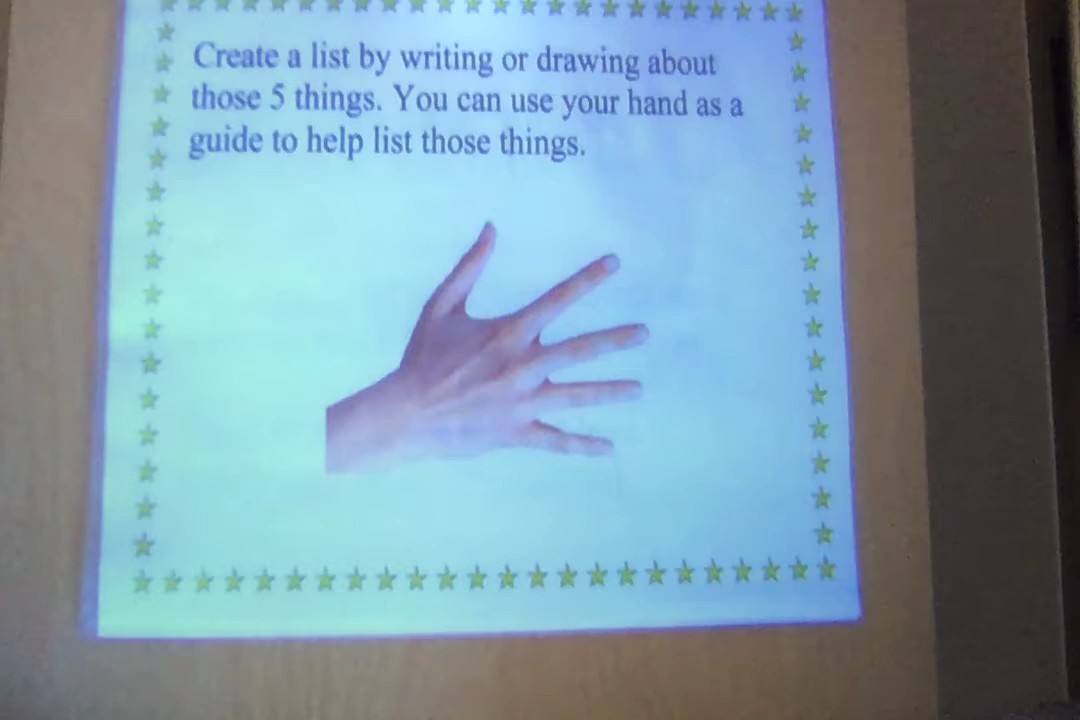 Create a list by writing or drawing about
those 5 things. You can use your hand as a
guide to help list those things.